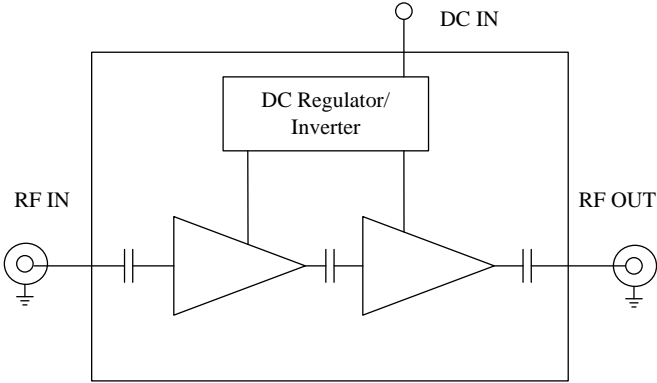 DC IN
DC Regulator/
Inverter
RF IN
RF OUT